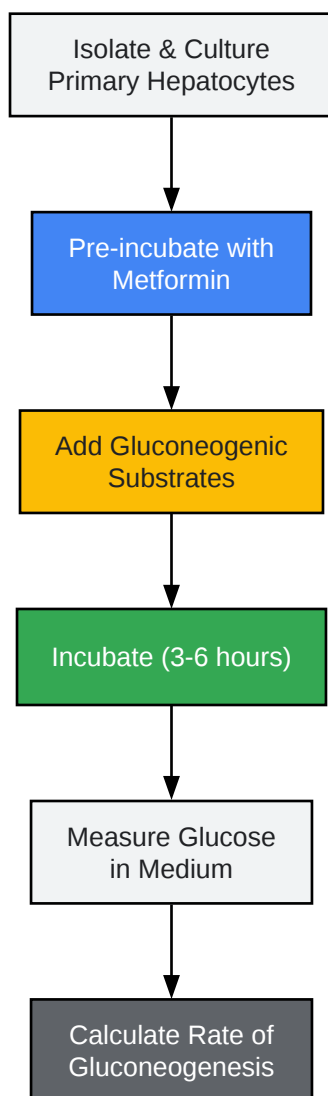 Isolate & Culture
Primary Hepatocytes
Pre-incubate with
Metformin
Add Gluconeogenic
Substrates
Incubate (3-6 hours)
Measure Glucose
in Medium
Calculate Rate of
Gluconeogenesis